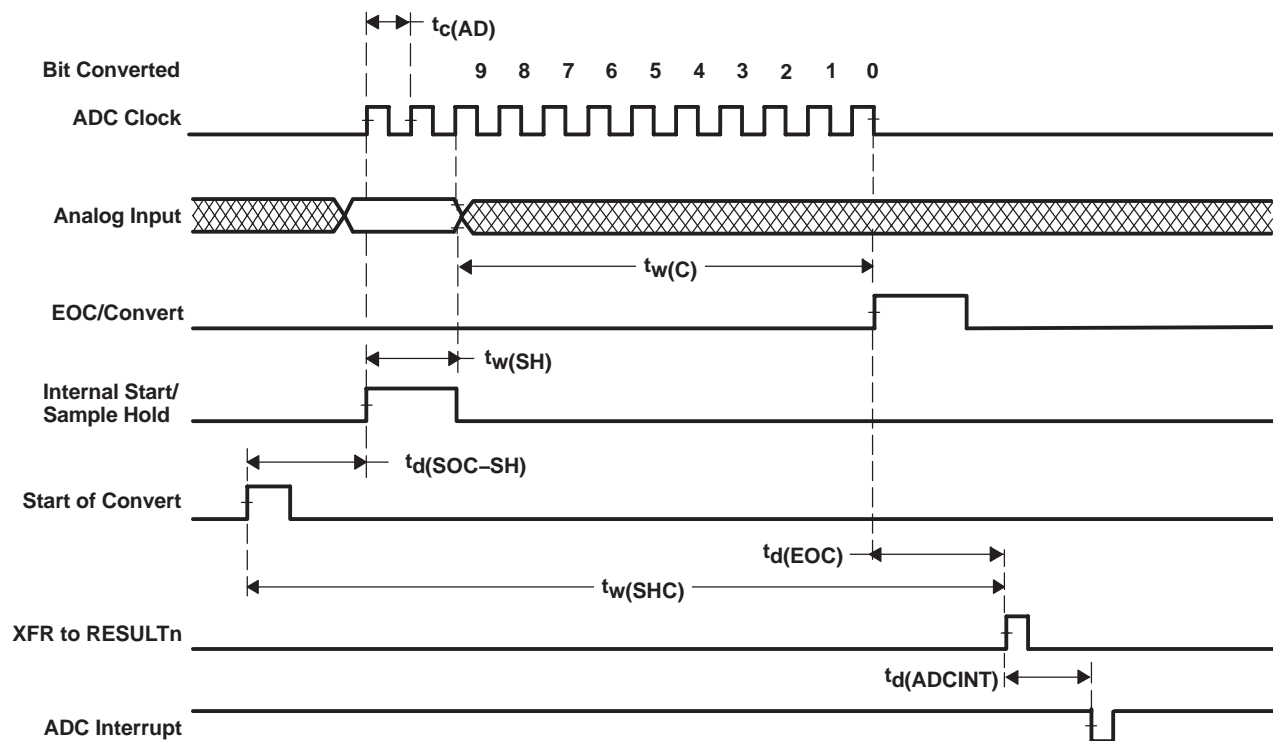 tc(AD)
Bit Converted
9 8 7 6 5 4 3 2 1 0
ADC Clock
Analog Input
tw(C)
EOC/Convert
tw(SH)
Internal Start/
Sample Hold
td(SOC–SH)
Start of Convert
td(EOC)
tw(SHC)
XFR to RESULTn
td(ADCINT)
ADC Interrupt